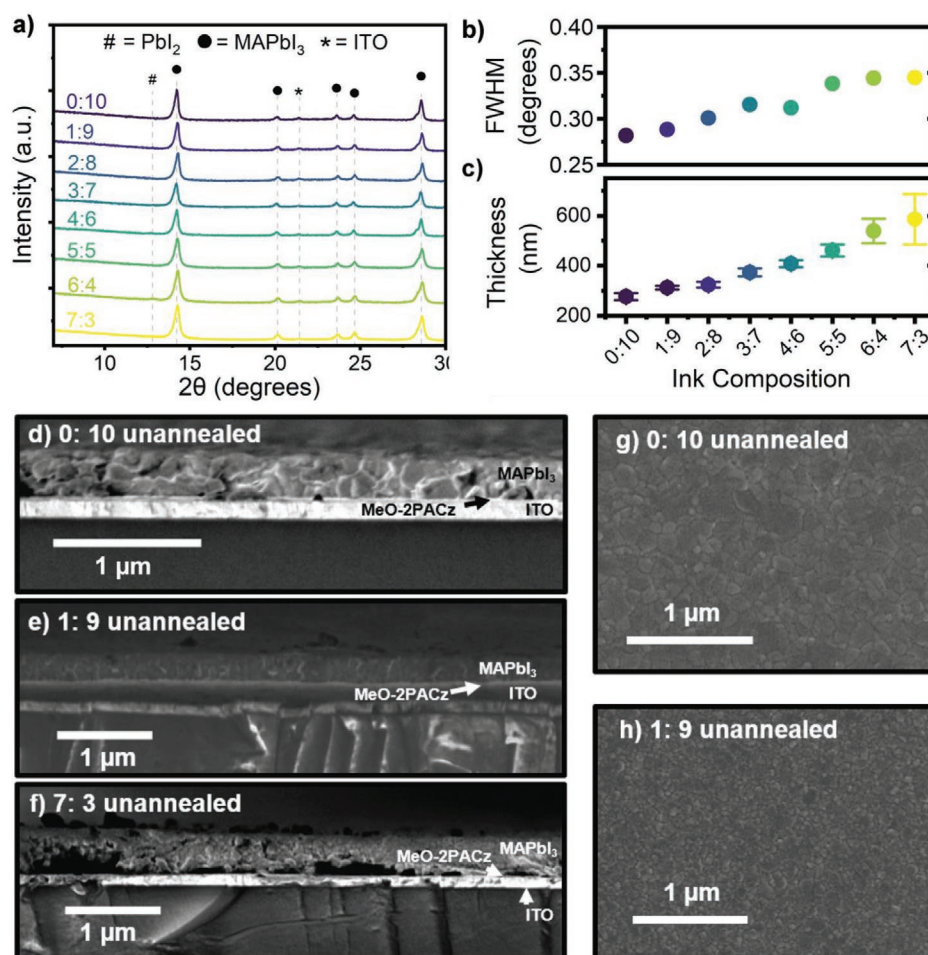 a)
# = PbI2 ● = MAPbI3 * = ITO
#
*
0:10
1:9
2:8
3:7
4:6
5:5
6:4
7:3
Intensity (a.u.)
10 15 20 25 30
2θ (degrees)
b)
FWHM
(degrees)
0.40
0.35
0.30
0.25
c)
Thickness
(nm)
600
400
200
0:10 1:9 2:8 3:7 4:6 5:5 6:4 7:3
Ink Composition
d) 0: 10 unannealed
MAPbI3
MeO-2PACz
ITO
1 µm
e) 1: 9 unannealed
MAPbI3
MeO-2PACz
ITO
1 µm
f) 7: 3 unannealed
MAPbI3
MeO-2PACz
ITO
1 µm
g) 0: 10 unannealed
1 µm
h) 1: 9 unannealed
1 µm